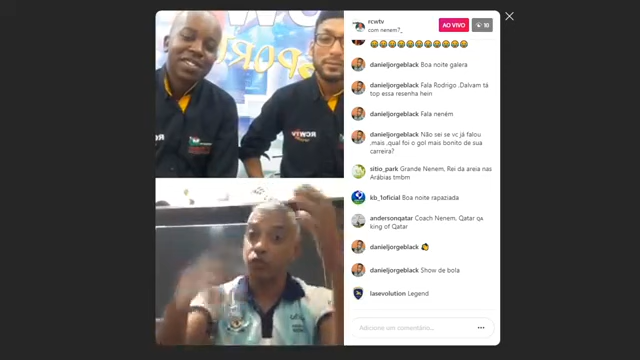 rcwtv
com nenem?_
AO VIVO
10
danieljorgeblack Boa noite galera
danieljorgeblack Fala Rodrigo ,Dalvam tá
top essa resenha hein
danieljorgeblack Fala neném
danieljorgeblack Não sei se vc já falou
,mais ,qual foi o gol mais bonito de sua
carreira?
sitio_park Grande Nenem, Rei da areia nas
Arábias tmbm
kb_1oficial Boa noite rapaziada
andersonqatar Coach Nenem, Qatar qᴀ
king of Qatar
danieljorgeblack 👏
danieljorgeblack Show de bola
lasevolution Legend
Adicione um comentário...
RCWTV